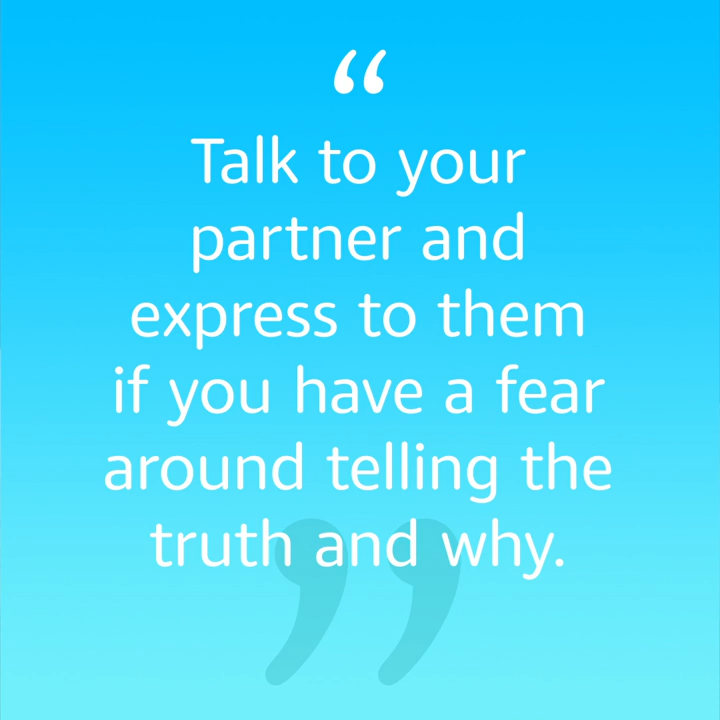 “
Talk to your
partner and
express to them
if you have a fear
around telling the
truth and why.
”